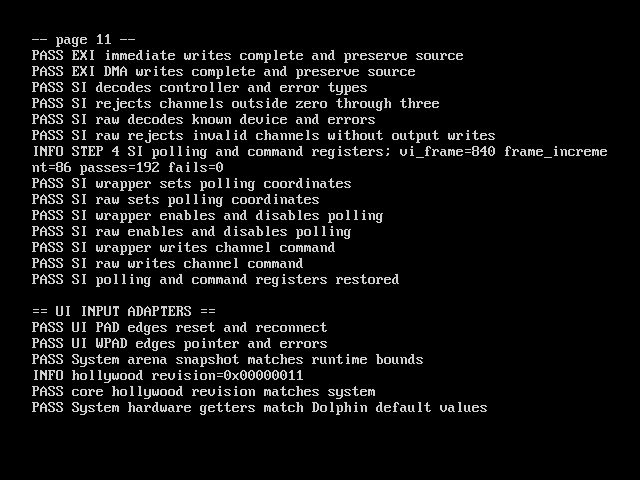 -- page 11 --
PASS EXI immediate writes complete and preserve source
PASS EXI DMA writes complete and preserve source
PASS SI decodes controller and error types
PASS SI rejects channels outside zero through three
PASS SI raw decodes known device and errors
PASS SI raw rejects invalid channels without output writes
INFO STEP 4 SI polling and command registers; vi_frame=840 frame_increme
nt=86 passes=192 fails=0
PASS SI wrapper sets polling coordinates
PASS SI raw sets polling coordinates
PASS SI wrapper enables and disables polling
PASS SI raw enables and disables polling
PASS SI wrapper writes channel command
PASS SI raw writes channel command
PASS SI polling and command registers restored
== UI INPUT ADAPTERS ==
PASS UI PAD edges reset and reconnect
PASS UI WPAD edges pointer and errors
PASS System arena snapshot matches runtime bounds
INFO hollywood revision=0x00000011
PASS core hollywood revision matches system
PASS System hardware getters match Dolphin default values